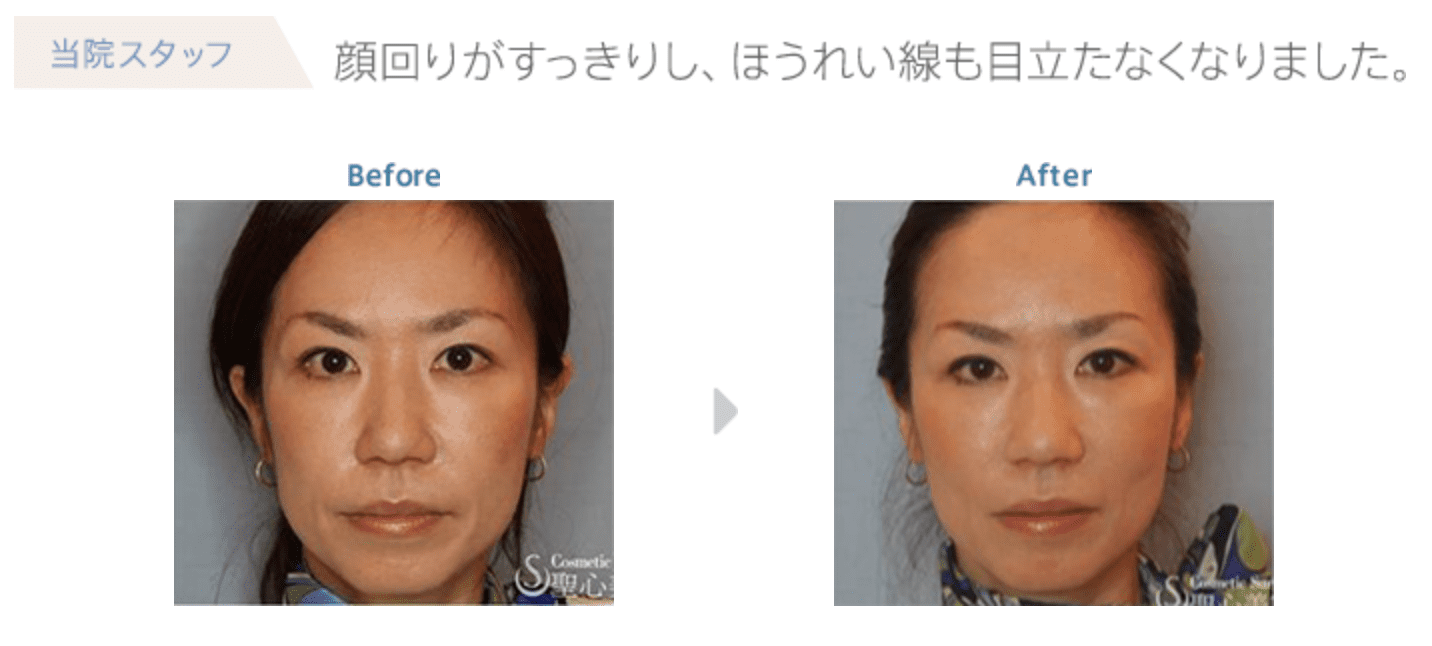 当院スタッフ
顔回りがすっきりし、ほうれい線も目立たなくなりました。
Before
After
Cosmetic
聖心
Cosmetic